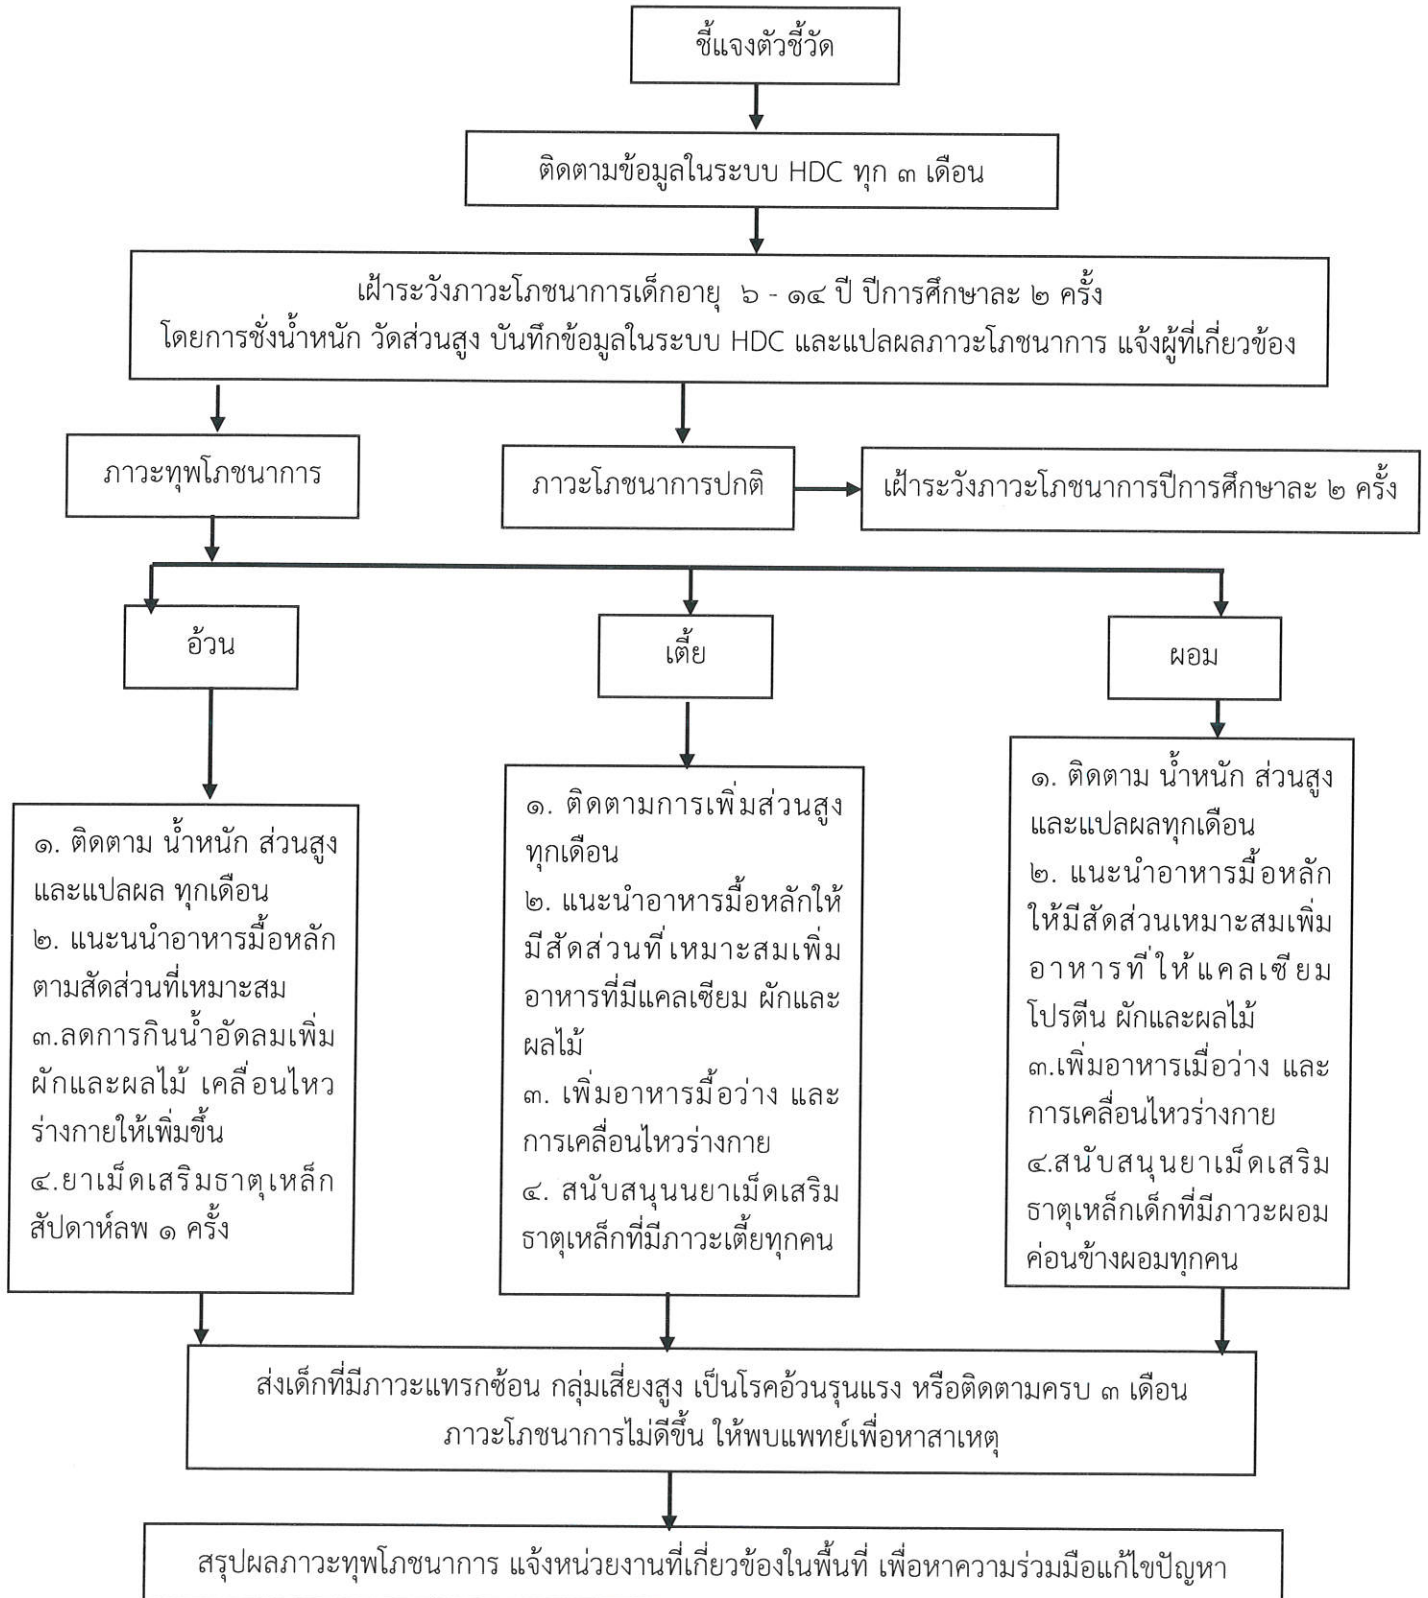 ชี้แจงตัวชี้วัด
ติดตามข้อมูลในระบบ HDC ทุก ๓ เดือน
เฝ้าระวังภาวะโภชนาการเด็กอายุ ๖ - ๑๔ ปี ปีการศึกษาละ ๒ ครั้ง
โดยการชั่งน้ำหนัก วัดส่วนสูง บันทึกข้อมูลในระบบ HDC และแปลผลภาวะโภชนาการ แจ้งผู้ที่เกี่ยวข้อง
ภาวะทุพโภชนาการ
ภาวะโภชนาการปกติ
เฝ้าระวังภาวะโภชนาการปีการศึกษาละ ๒ ครั้ง
อ้วน
เตี้ย
ผอม
๑. ติดตาม น้ำหนัก ส่วนสูง
และแปลผล ทุกเดือน
๒. แนะนนำอาหารมื้อหลัก
ตามสัดส่วนที่เหมาะสม
๓.ลดการกินน้ำอัดลมเพิ่ม
ผักและผลไม้ เคลื่อนไหว
ร่างกายให้เพิ่มขึ้น
๔.ยาเม็ดเสริมธาตุเหล็ก
สัปดาห์ลพ ๑ ครั้ง
๑. ติดตามการเพิ่มส่วนสูง
ทุกเดือน
๒. แนะนำอาหารมื้อหลักให้
มีสัดส่วนที่เหมาะสมเพิ่ม
อาหารที่มีแคลเซียม ผักและ
ผลไม้
๓. เพิ่มอาหารมื้อว่าง และ
การเคลื่อนไหวร่างกาย
๔. สนับสนุนนยาเม็ดเสริม
ธาตุเหล็กที่มีภาวะเตี้ยทุกคน
๑. ติดตาม น้ำหนัก ส่วนสูง
และแปลผลทุกเดือน
๒. แนะนำอาหารมื้อหลัก
ให้มีสัดส่วนเหมาะสมเพิ่ม
อาหารที่ให้แคลเซียม
โปรตีน ผักและผลไม้
๓.เพิ่มอาหารเมื่อว่าง และ
การเคลื่อนไหวร่างกาย
๔.สนับสนุนยาเม็ดเสริม
ธาตุเหล็กเด็กที่มีภาวะผอม
ค่อนข้างผอมทุกคน
ส่งเด็กที่มีภาวะแทรกซ้อน กลุ่มเสี่ยงสูง เป็นโรคอ้วนรุนแรง หรือติดตามครบ ๓ เดือน
ภาวะโภชนาการไม่ดีขึ้น ให้พบแพทย์เพื่อหาสาเหตุ
สรุปผลภาวะทุพโภชนาการ แจ้งหน่วยงานที่เกี่ยวข้องในพื้นที่ เพื่อหาความร่วมมือแก้ไขปัญหา